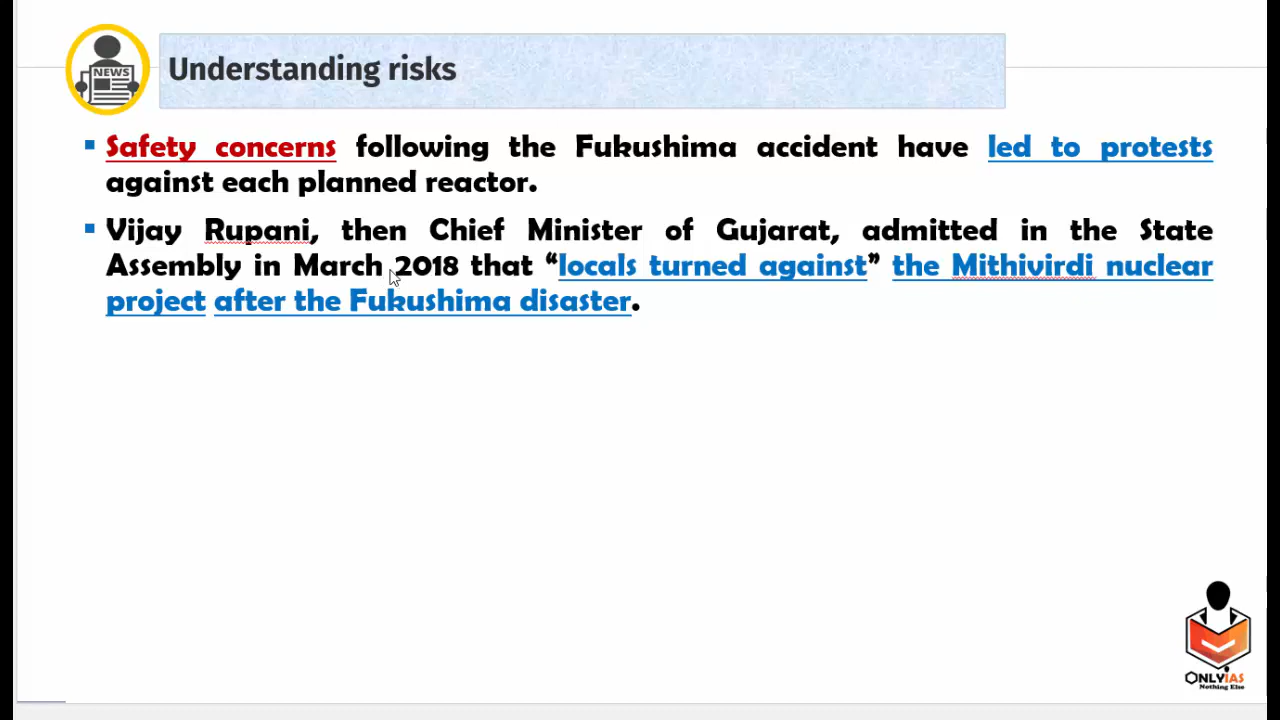 NEWS
Understanding risks
▪ Safety concerns following the Fukushima accident have led to protests
against each planned reactor.
▪ Vijay Rupani, then Chief Minister of Gujarat, admitted in the State
Assembly in March 2018 that “locals turned against” the Mithivirdi nuclear
project after the Fukushima disaster.
ONLYIAS
Nothing Else